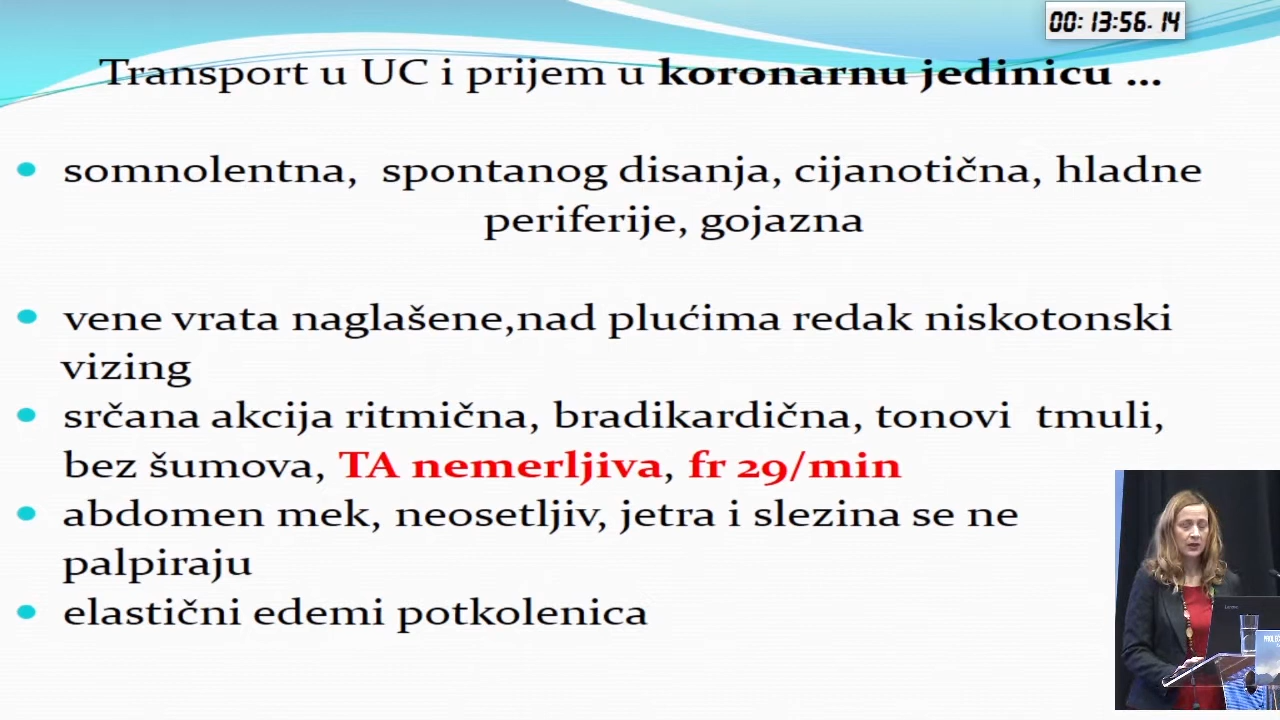 00:13:56.14
Transport u UC i prijem u koronarnu jedinicu ...
somnolentna, spontanog disanja, cijanotična, hladne
periferije, gojazna
vene vrata naglašene,nad plućima redak niskotonski
vizing
srčana akcija ritmična, bradikardična, tonovi tmuli,
bez šumova, TA nemerljiva, fr 29/min
abdomen mek, neosetljiv, jetra i slezina se ne
palpiraju
elastični edemi potkolenica